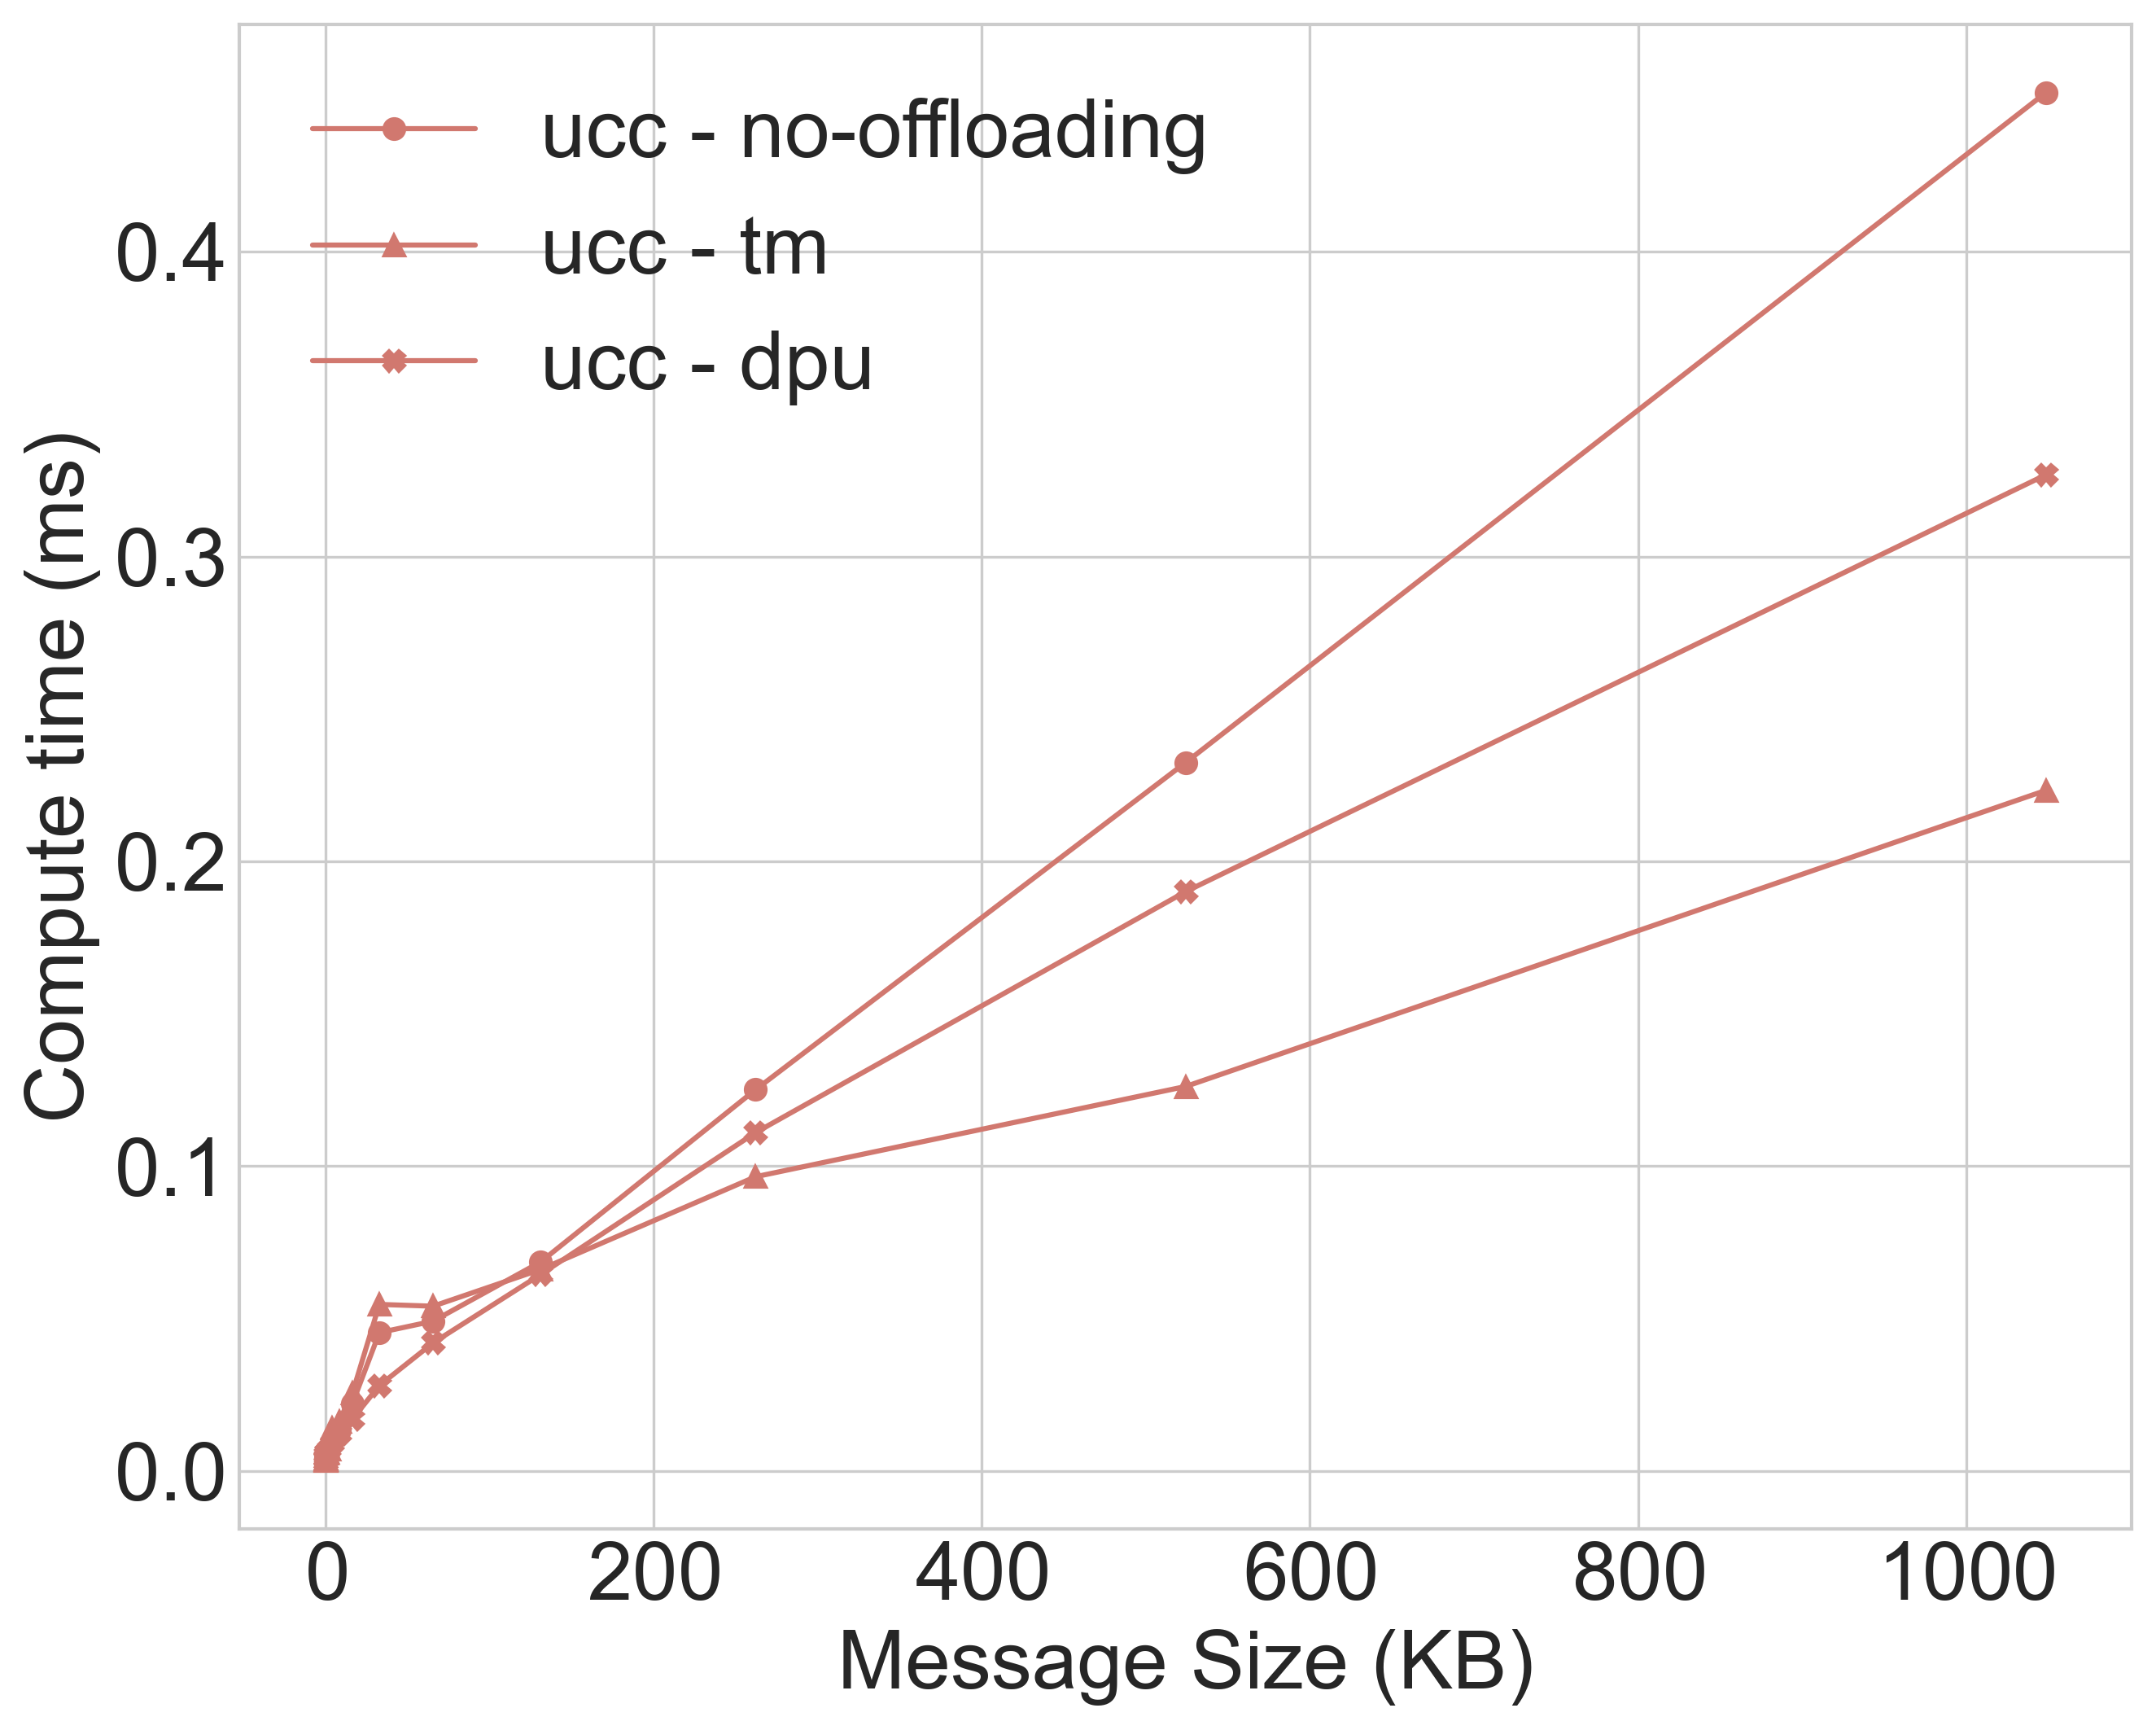 ucc - no-offloading
ucc - tm
ucc - dpu
Compute time (ms)
0.4
0.3
0.2
0.1
0.0
0 200 400 600 800 1000
Message Size (KB)